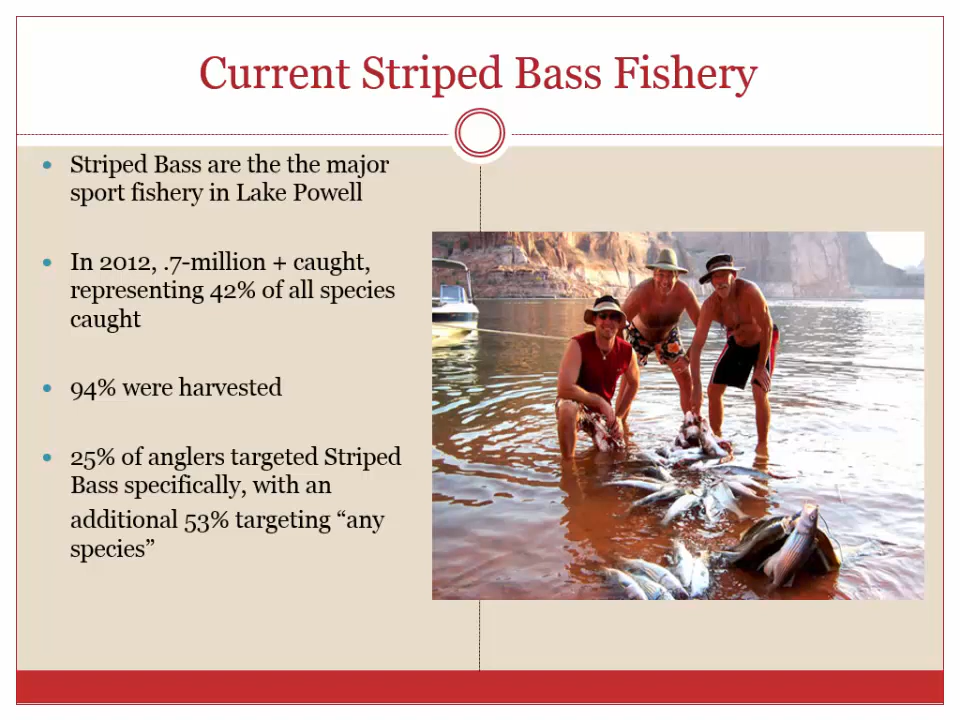 Current Striped Bass Fishery
Striped Bass are the the major
sport fishery in Lake Powell
In 2012, .7-million + caught,
representing 42% of all species
caught
94% were harvested
25% of anglers targeted Striped
Bass specifically, with an
additional 53% targeting “any
species”